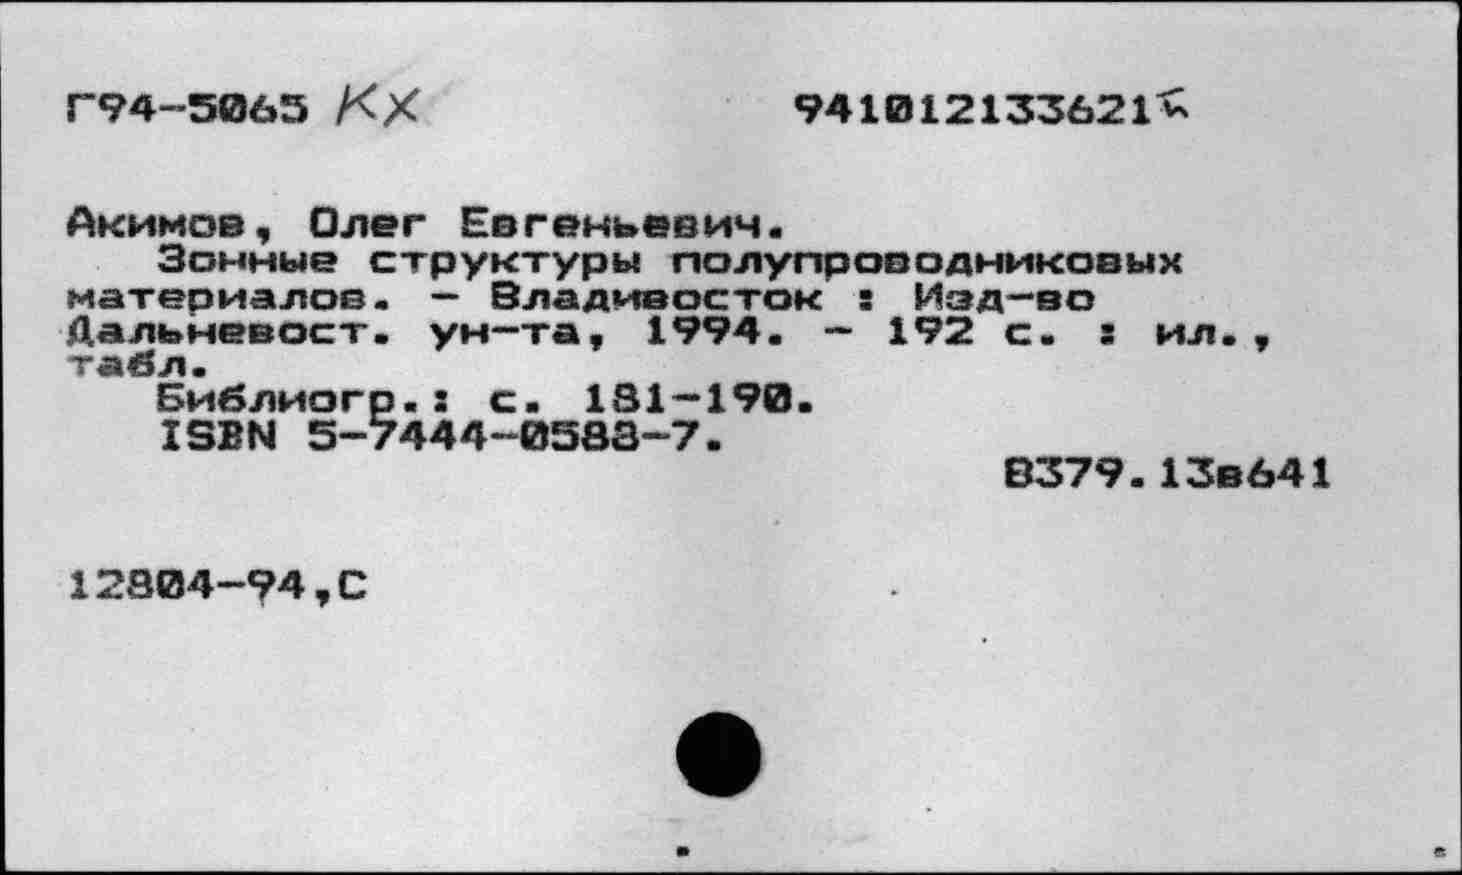 Г94-5065 КХ 941012133621
Акимов, Олег Евгеньевич.
Зонные структуры полупроводниковых
материалов. - Владивосток : Изд-во
Дальневост. ун-та, 1994. - 192 с. : ил.,
табл.
Библиогр.: с. 181-190.
ISBN 5-7444-0588-7.
В379.13в641
12804-94,С